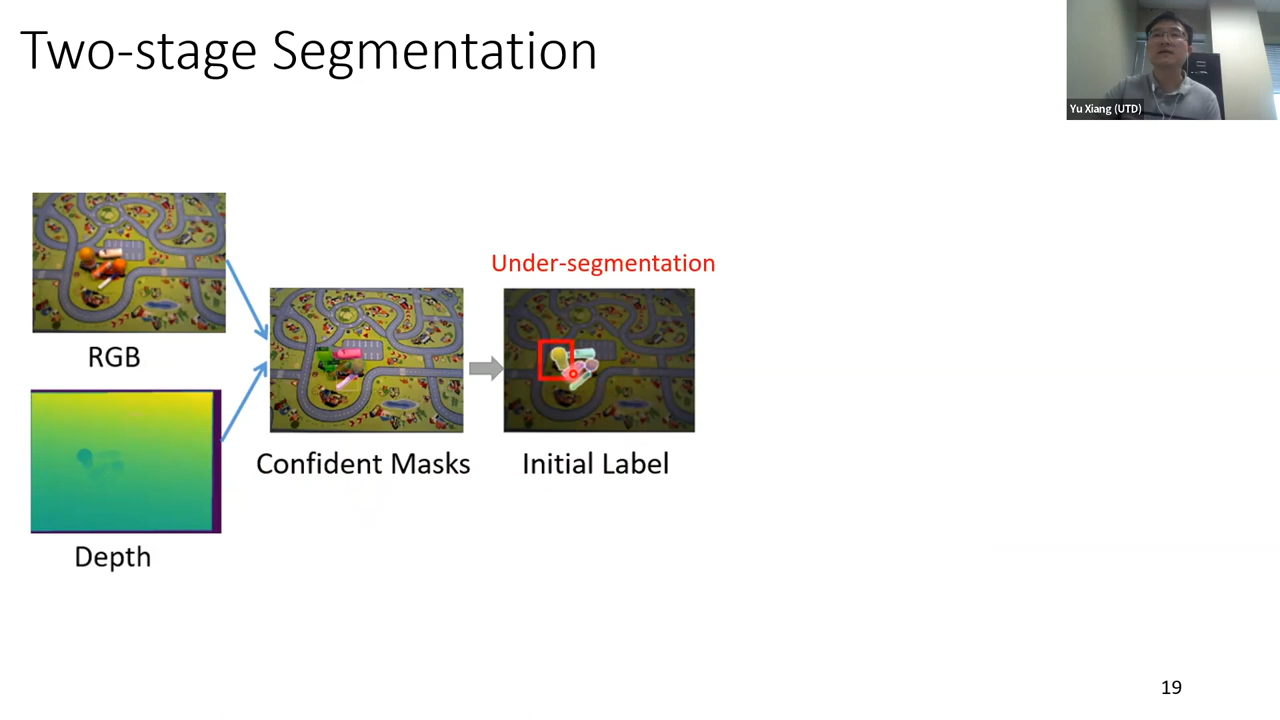 Two-stage Segmentation
Yu Xiang (UTD)
Under-segmentation
RGB
Confident Masks
Initial Label
Depth
19